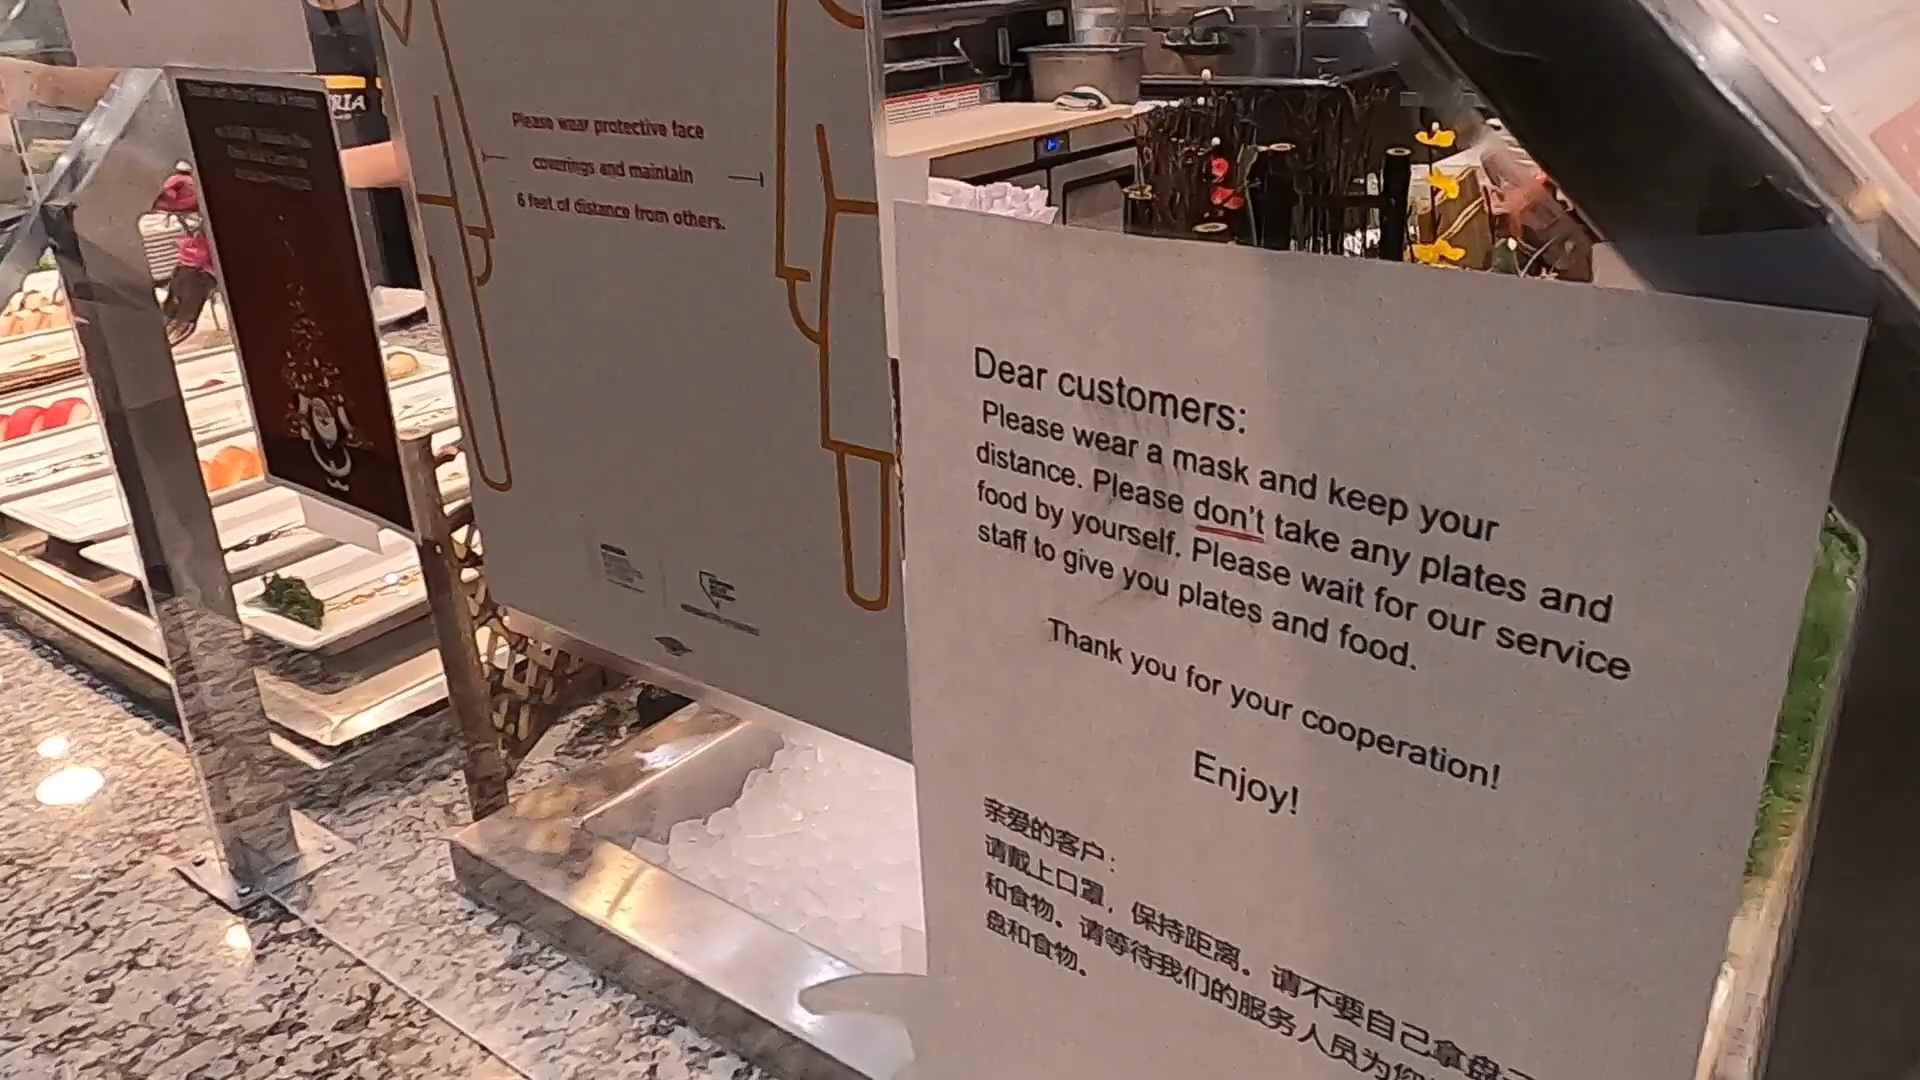 RIA
Please wear protective face
coverings and maintain
6 feet of distance from others.
Dear customers:
Please wear a mask and keep your
distance. Please don't take any plates and
food by yourself. Please wait for our service
staff to give you plates and food.
Thank you for your cooperation!
Enjoy!
亲爱的客户：
请戴上口罩，保持距离。请不要自己拿盘子
和食物。请等待我们的服务人员为您
盘和食物。